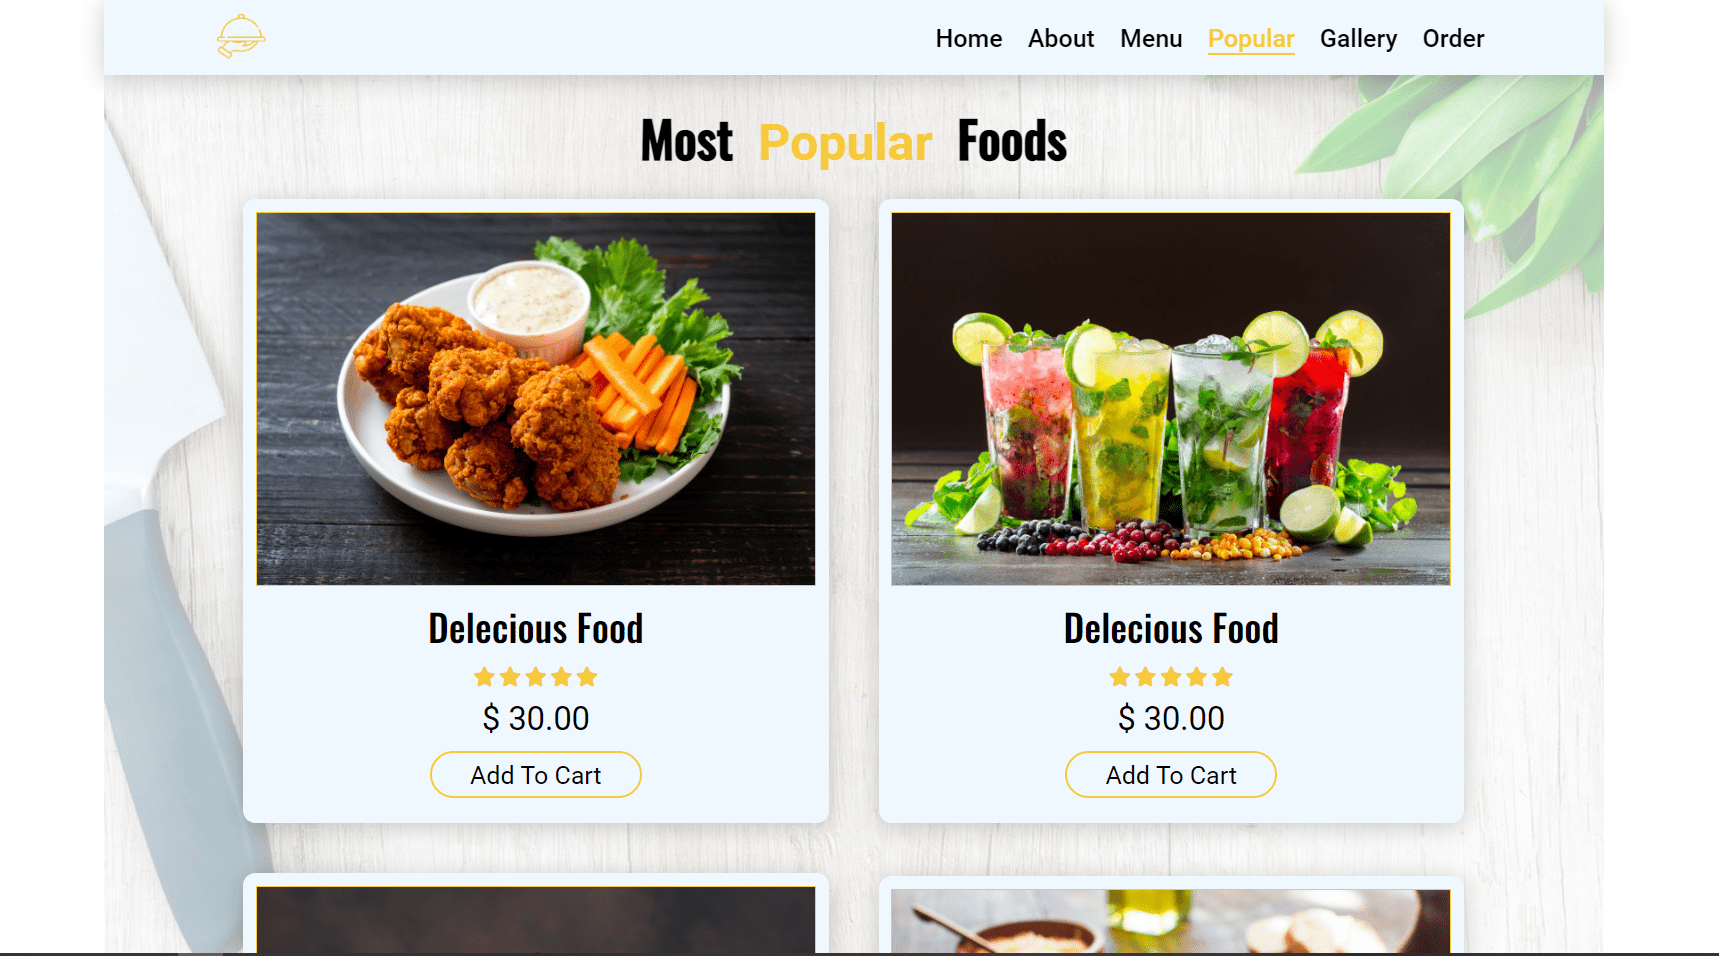 Home About Menu Popular Gallery Order
Most Popular Foods
Delecious Food
$ 30.00
Add To Cart
Delecious Food
$ 30.00
Add To Cart